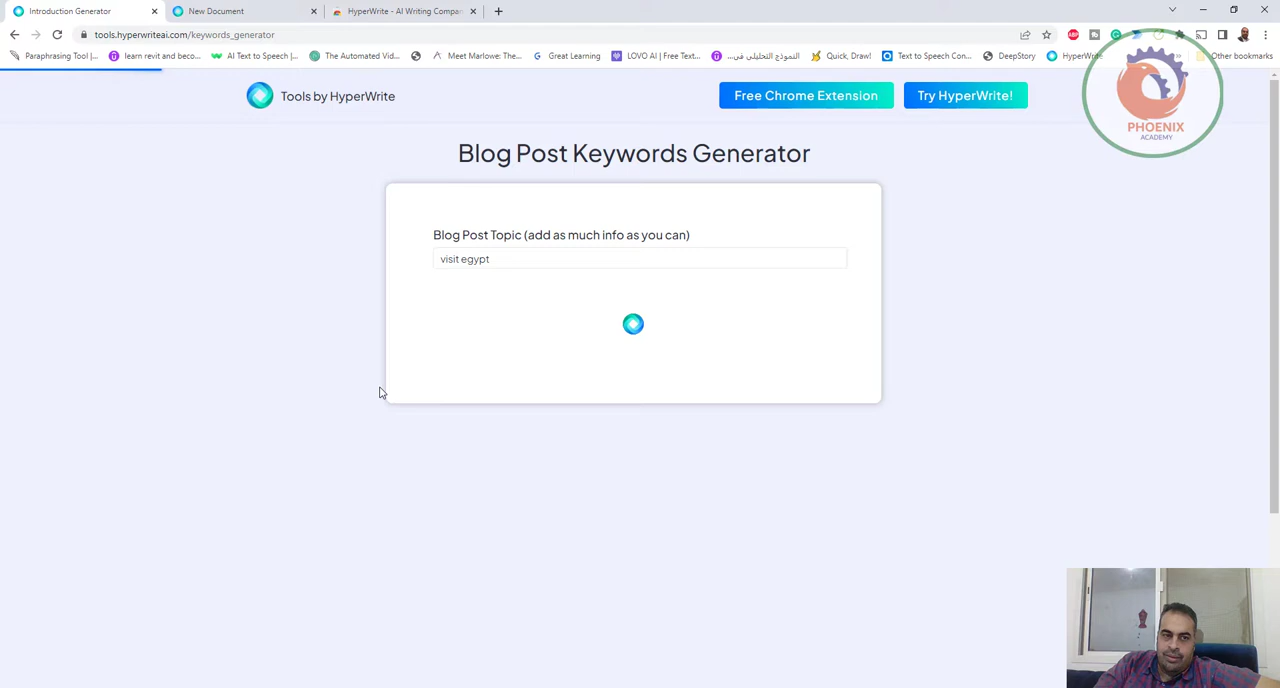 Introduction Generator
New Document
HyperWrite - AI Writing Compan
tools.hyperwriteai.com/keywords_generator
Paraphrasing Tool |...
learn revit and beco...
AI Text to Speech |...
The Automated Vid...
Meet Marlowe: The...
Great Learning
LOVO AI | Free Text...
النموذج التحليلي في...
Quick, Draw!
Text to Speech Con...
DeepStory
HyperWrite
Other bookmarks
Tools by HyperWrite
Free Chrome Extension
Try HyperWrite!
PHOENIX
ACADEMY
Blog Post Keywords Generator
Blog Post Topic (add as much info as you can)
visit egypt